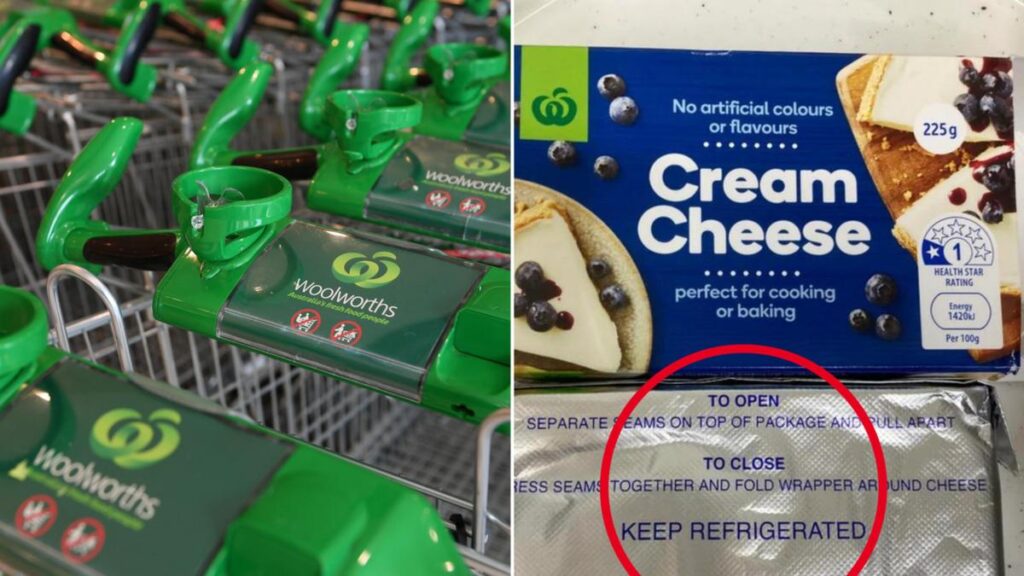 woolworths
woolworths
Australia's fresh food people
woolworths
No artificial colours
or flavours
225g
Cream
Cheese
perfect for cooking
or baking
1
HEALTH STAR
RATING
Energy
1420kJ
Per 100g
TO OPEN
SEPARATE SEAMS ON TOP OF PACKAGE AND PULL APART
TO CLOSE
RESS SEAMS TOGETHER AND FOLD WRAPPER AROUND CHEESE
KEEP REFRIGERATED